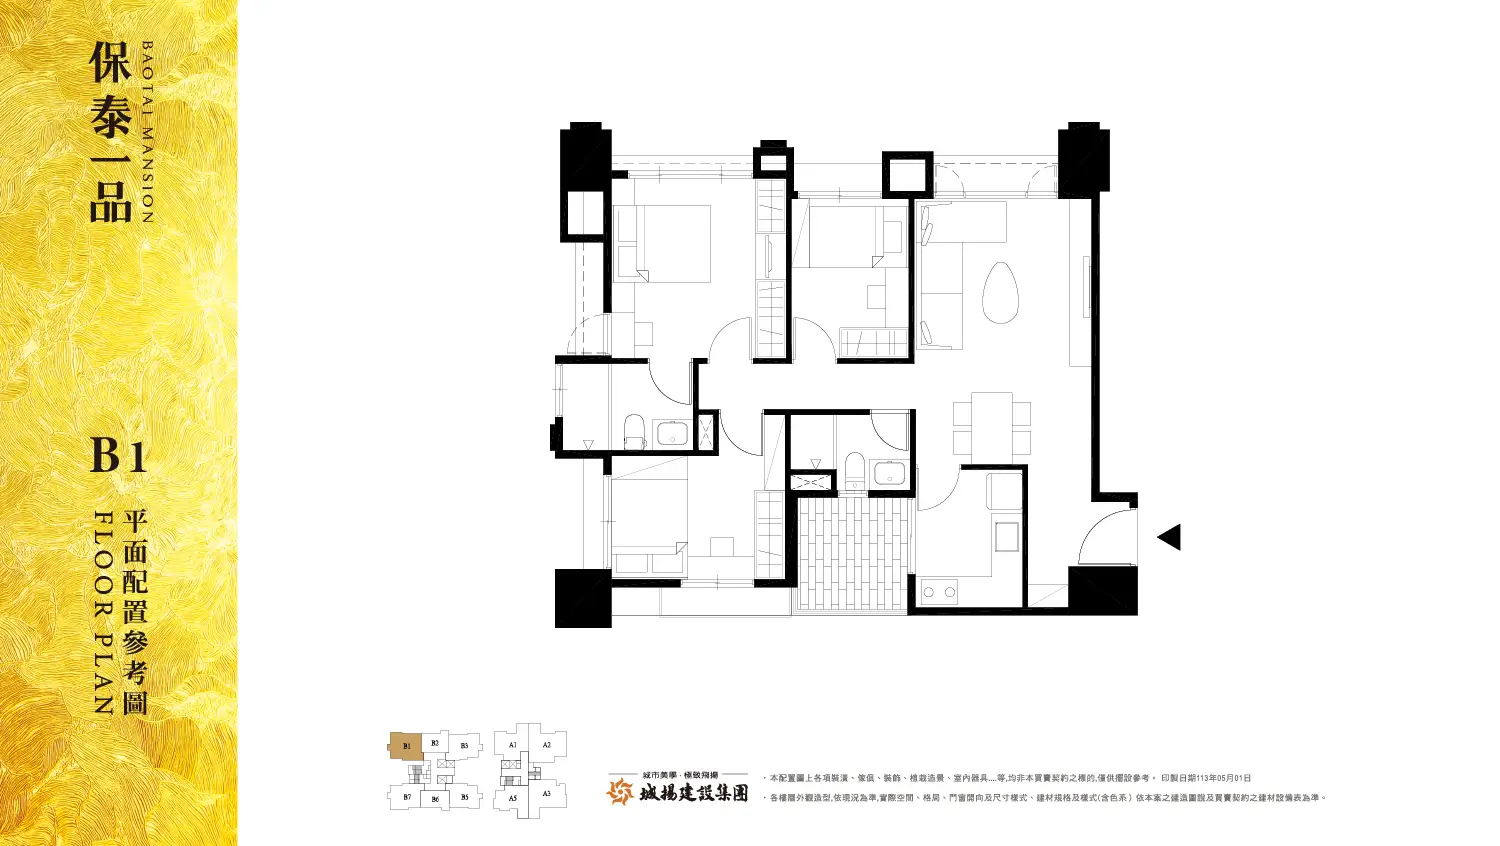 保泰一品
BAOTAI MANSION
B1
平面配置參考圖
FLOOR PLAN
B1
B2
B3
B7
B6
B5
A1
A2
A5
A3
城市美學・極致飛揚
城揚建設集團
・本配置圖上各項裝潢、傢俱、裝飾、植栽造景、室內器具....等,均非本買賣契約之標的,僅供擺設參考。 印製日期113年05月01日
・各樓層外觀造型,依現況為準,實際空間、格局、門窗開向及尺寸樣式、建材規格及樣式(含色系)依本案之建造圖說及買賣契約之建材設備表為準。